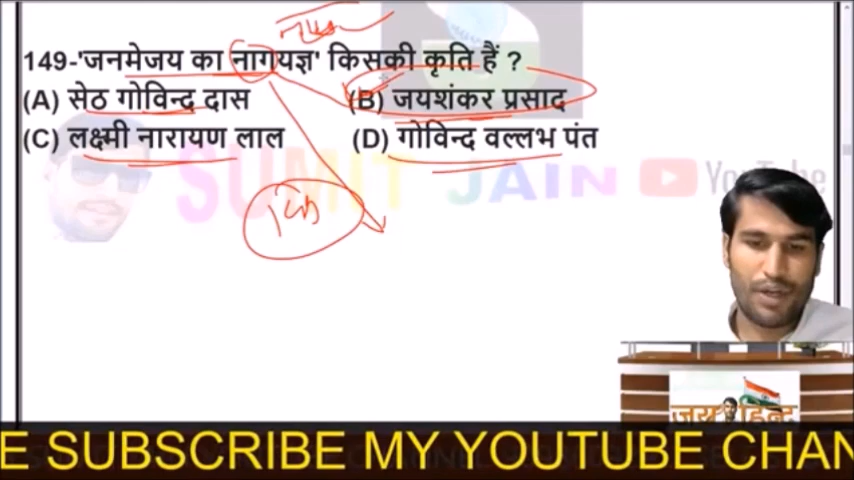 149-'जनमेजय का नागयज्ञ' किसकी कृति हैं ?
(A) सेठ गोविन्द दास (B) जयशंकर प्रसाद
(C) लक्ष्मी नारायण लाल (D) गोविन्द वल्लभ पंत
SUMIT JAIN YouTube
जय हिन्द
E SUBSCRIBE MY YOUTUBE CHAN